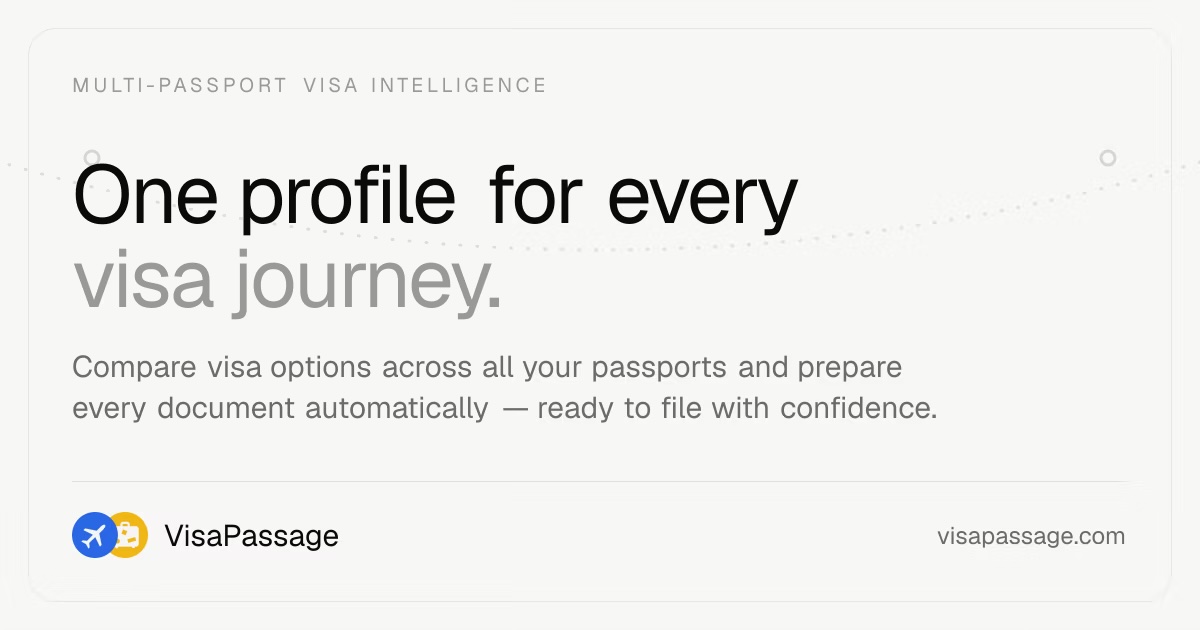 MULTI-PASSPORT VISA INTELLIGENCE
One profile for every
visa journey.
Compare visa options across all your passports and prepare
every document automatically — ready to file with confidence.
VisaPassage
visapassage.com